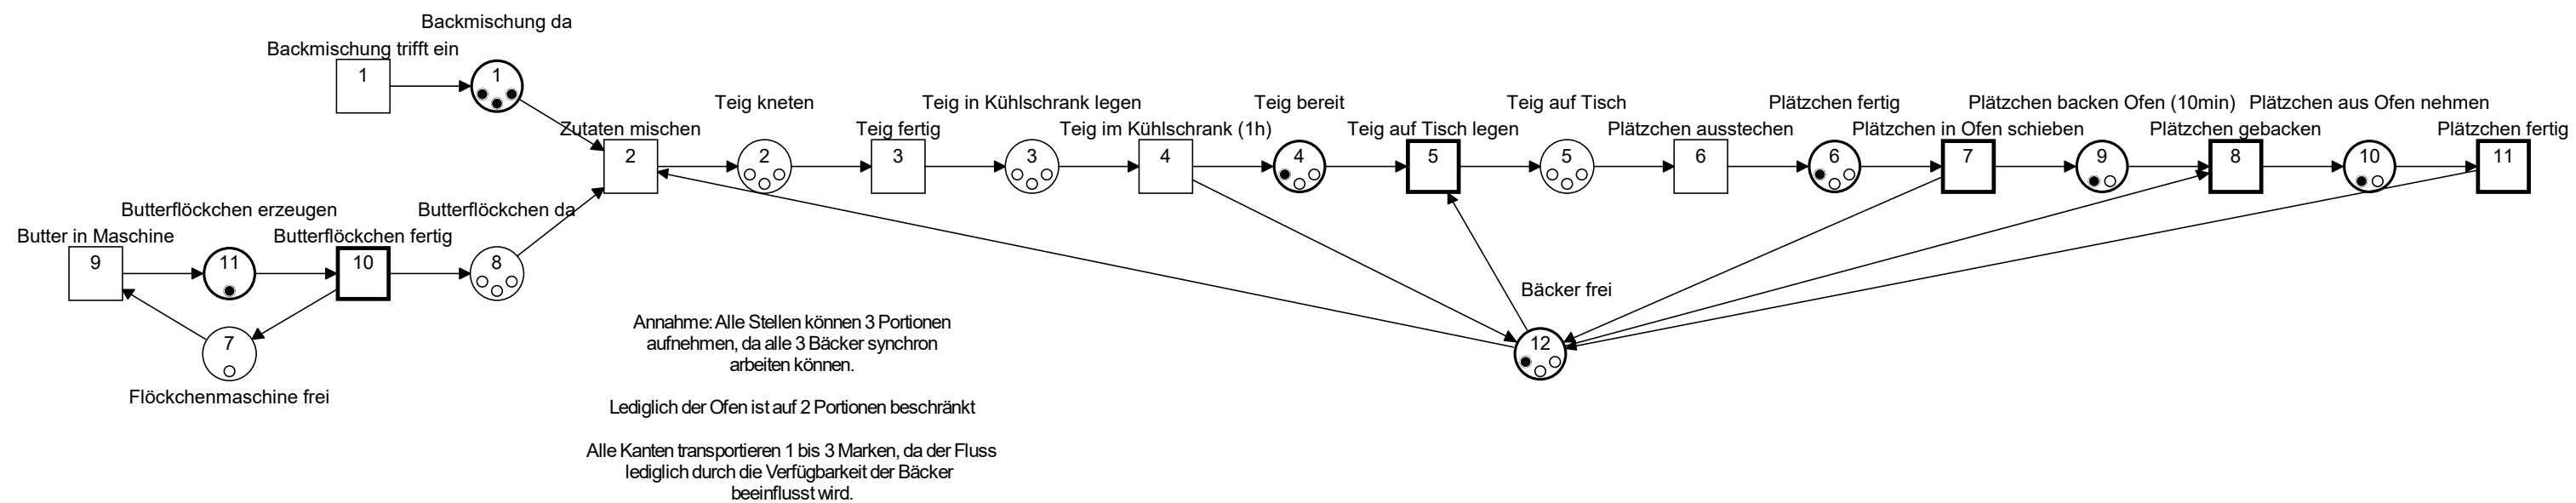 Backmischung da
Backmischung trifft ein
1
1
Teig kneten
Teig in Kühlschrank legen
Teig bereit
Teig auf Tisch
Plätzchen fertig
Plätzchen backen Ofen (10min)
Plätzchen aus Ofen nehmen
Zutaten mischen
Teig fertig
Teig im Kühlschrank (1h)
Teig auf Tisch legen
Plätzchen ausstechen
Plätzchen in Ofen schieben
Plätzchen gebacken
Plätzchen fertig
2
2
3
3
4
4
5
5
6
6
7
9
8
10
11
Butterflöckchen erzeugen
Butterflöckchen da
Butter in Maschine
Butterflöckchen fertig
9
11
10
8
Bäcker frei
Annahme: Alle Stellen können 3 Portionen
aufnehmen, da alle 3 Bäcker synchron
arbeiten können.
7
12
Flöckchenmaschine frei
Lediglich der Ofen ist auf 2 Portionen beschränkt
Alle Kanten transportieren 1 bis 3 Marken, da der Fluss
lediglich durch die Verfügbarkeit der Bäcker
beeinflusst wird.